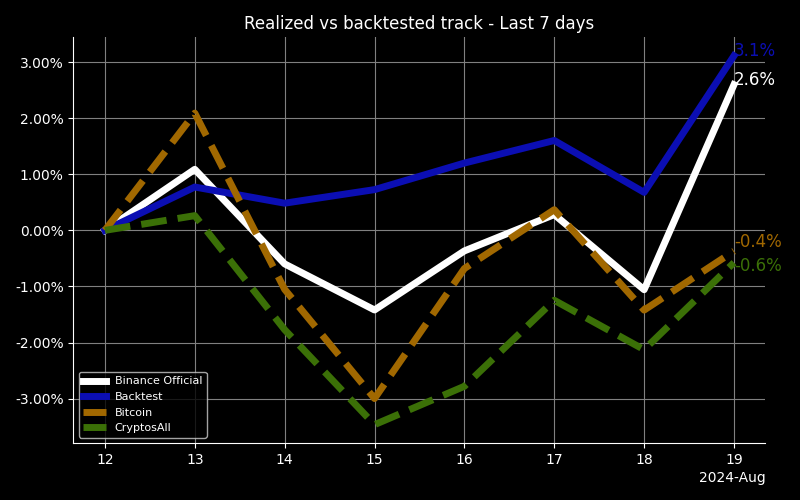 Realized vs backtested track - Last 7 days
3.00%
2.00%
1.00%
0.00%
-1.00%
-2.00%
-3.00%
3.1%
2.6%
-0.4%
-0.6%
Binance Official
Backtest
Bitcoin
CryptosAll
12 13 14 15 16 17 18 19
2024-Aug